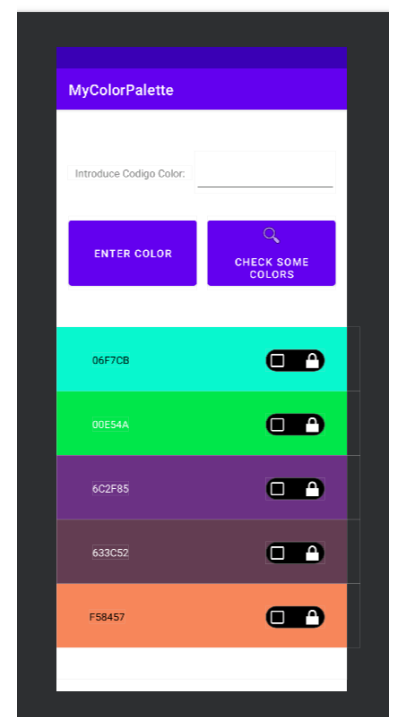 MyColorPalette
Introduce Codigo Color:
ENTER COLOR
CHECK SOME
COLORS
06F7CB
00E54A
6C2F85
633C52
F58457